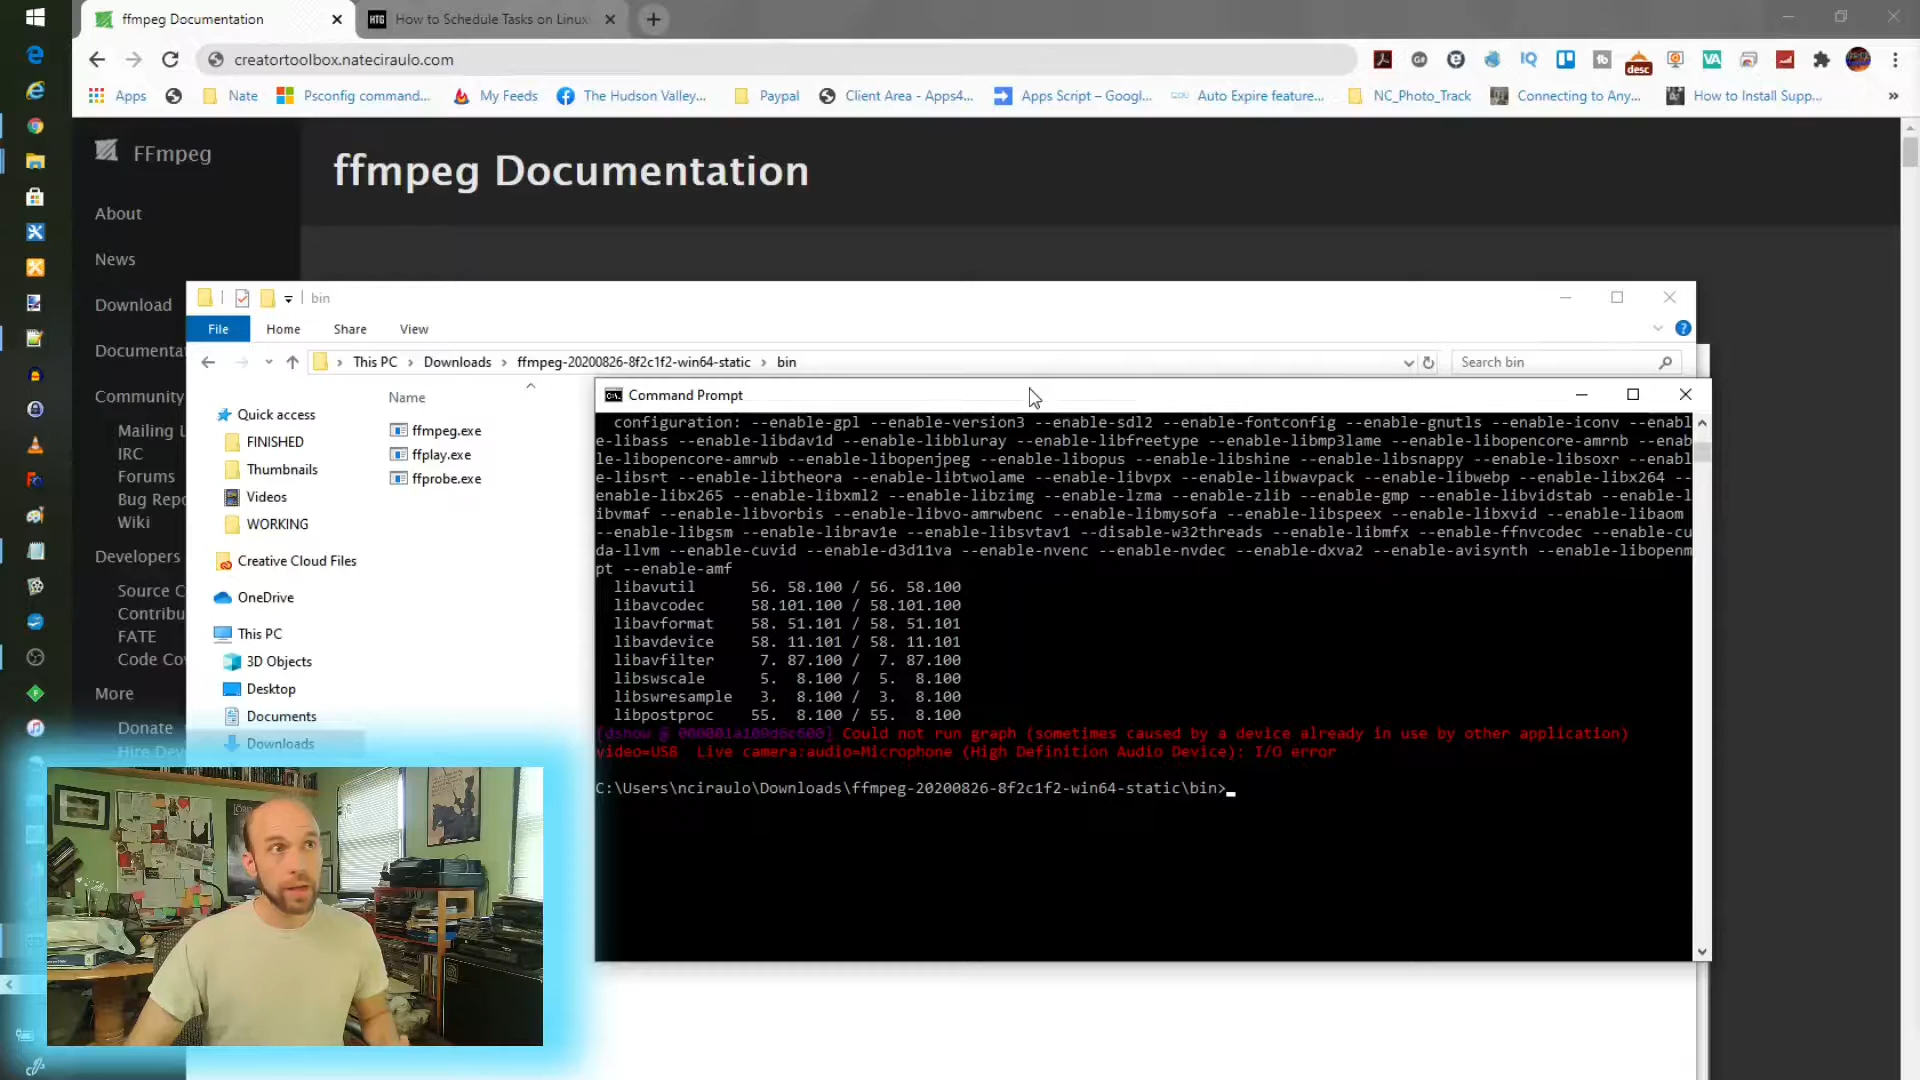 ffmpeg Documentation
HTG How to Schedule Tasks on Linux
creatortoolbox.nateciraulo.com
desc
Apps
Nate
Psconfig command...
My Feeds
The Hudson Valley...
Paypal
Client Area - Apps4...
Apps Script – Googl...
Auto Expire feature...
NC_Photo_Track
Connecting to Any...
How to Install Supp...
FFmpeg
ffmpeg Documentation
About
News
Download
Community
IRC
Forums
Wiki
Developers
FATE
More
Donate
bin
File Home Share View
This PC > Downloads > ffmpeg-20200826-8f2c1f2-win64-static > bin
Search bin
Name
ffmpeg.exe
ffplay.exe
ffprobe.exe
Quick access
FINISHED
Thumbnails
Videos
WORKING
Creative Cloud Files
OneDrive
This PC
3D Objects
Desktop
Documents
Downloads
Command Prompt
configuration: --enable-gpl --enable-version3 --enable-sdl2 --enable-fontconfig --enable-gnutls --enable-iconv --enabl
e-libass --enable-libdav1d --enable-libbluray --enable-libfreetype --enable-libmp3lame --enable-libopencore-amrnb --enab
le-libopencore-amrwb --enable-libopenjpeg --enable-libopus --enable-libshine --enable-libsnappy --enable-libsoxr --enabl
e-libsrt --enable-libtheora --enable-libtwolame --enable-libvpx --enable-libwavpack --enable-libwebp --enable-libx264 --
enable-libx265 --enable-libxml2 --enable-libzimg --enable-lzma --enable-zlib --enable-gmp --enable-libvidstab --enable-l
ibvmaf --enable-libvorbis --enable-libvo-amrwbenc --enable-libmysofa --enable-libspeex --enable-libxvid --enable-libaom
--enable-libgsm --enable-librav1e --enable-libsvtav1 --disable-w32threads --enable-libmfx --enable-ffnvcodec --enable-cu
da-llvm --enable-cuvid --enable-d3d11va --enable-nvenc --enable-nvdec --enable-dxva2 --enable-avisynth --enable-libopenm
pt --enable-amf
libavutil 56. 58.100 / 56. 58.100
libavcodec 58.101.100 / 58.101.100
libavformat 58. 51.101 / 58. 51.101
libavdevice 58. 11.101 / 58. 11.101
libavfilter 7. 87.100 / 7. 87.100
libswscale 5. 8.100 / 5. 8.100
libswresample 3. 8.100 / 3. 8.100
libpostproc 55. 8.100 / 55. 8.100
[dshow @ Could not run graph (sometimes caused by a device already in use by other application)
video=USB Live camera:audio=Microphone (High Definition Audio Device): I/O error
C:\Users\nciraulo\Downloads\ffmpeg-20200826-8f2c1f2-win64-static\bin>